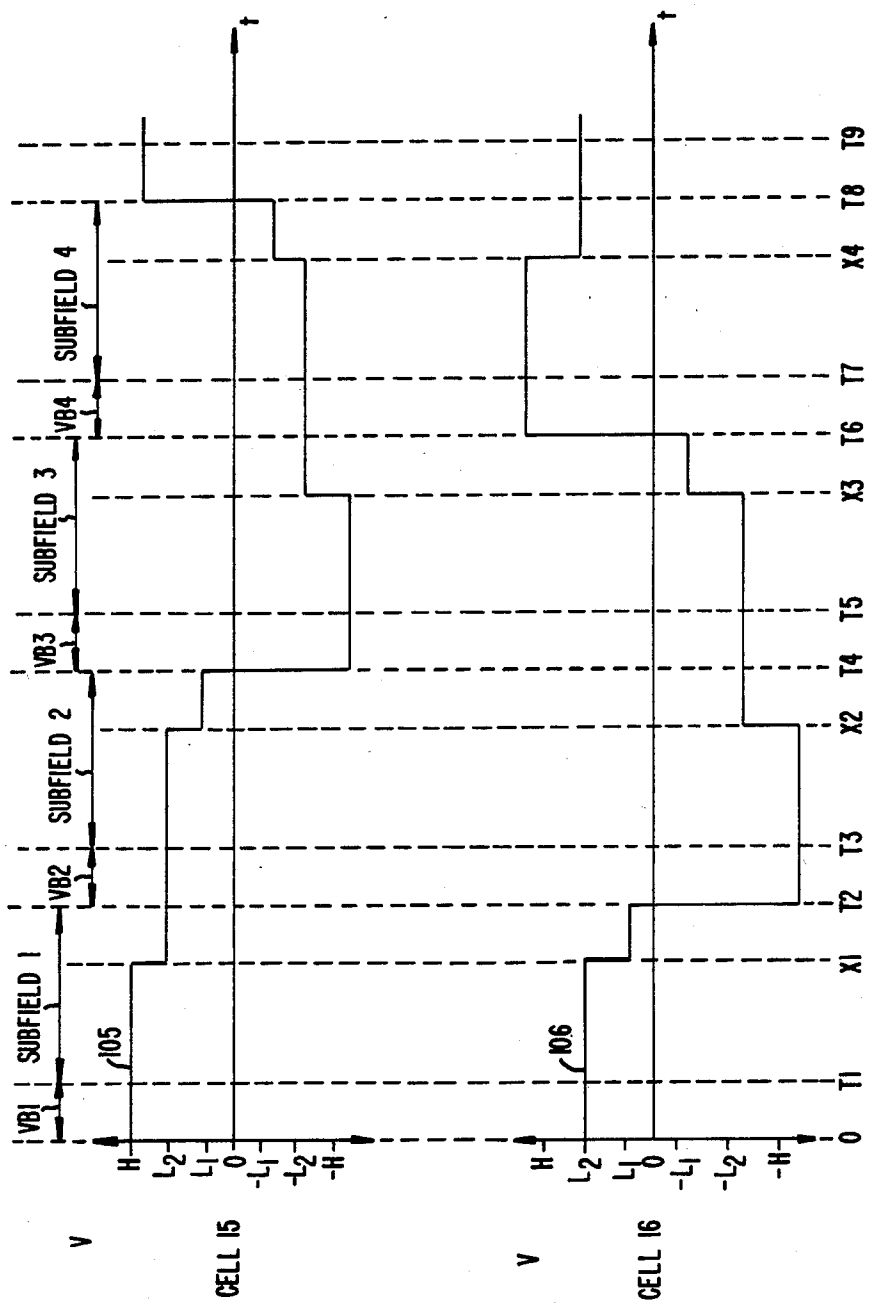 VB1 SUBFIELD 1 VB2 SUBFIELD 2 VB3 SUBFIELD 3 VB4 SUBFIELD 4
V
CELL 15
H
L2
L1
0
-L1
-L2
-H
105
t
V
CELL 16
H
L2
L1
0
-L1
-L2
-H
106
t
0 T1 X1 T2 T3 X2 T4 T5 X3 T6 T7 X4 T8 T9